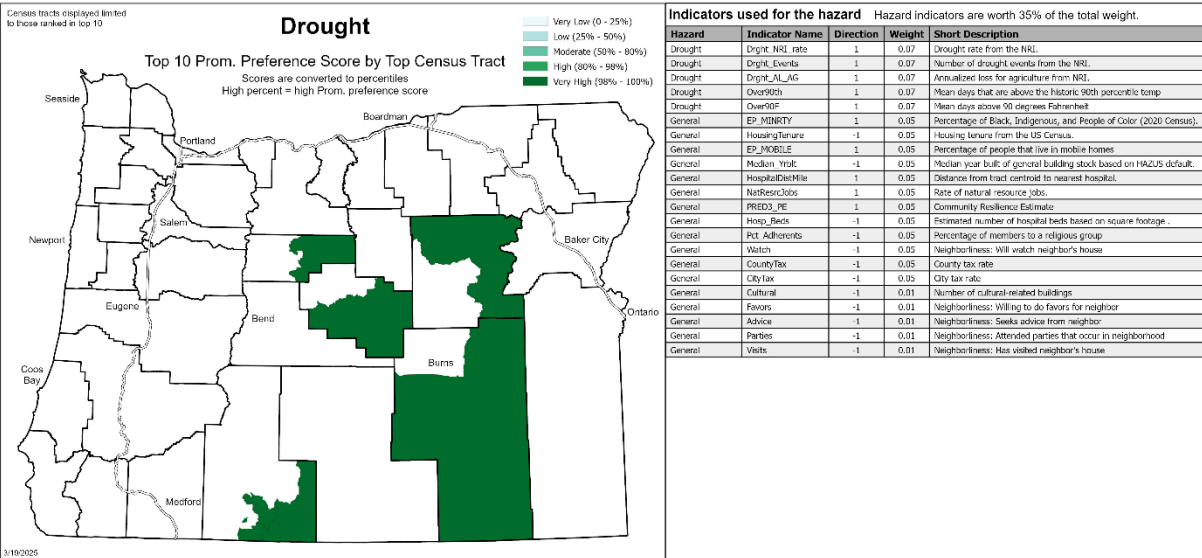 Census tracts displayed limited
to those ranked in top 10
Drought
Top 10 Prom. Preference Score by Top Census Tract
Scores are converted to percentiles
High percent = high Prom. preference score
Very Low (0 - 25%)
Low (25% - 50%)
Moderate (50% - 80%)
High (80% - 98%)
Very High (98% - 100%)
Seaside
Portland
Boardman
Salem
Newport
Baker City
Eugene
Bend
Ontario
Burns
Coos
Bay
Medford
3/19/2025
Indicators used for the hazard Hazard indicators are worth 35% of the total weight.
Hazard Indicator Name Direction Weight Short Description
Drought Drght_NRI_rate 1 0.07 Drought rate from the NRI.
Drought Drght_Events 1 0.07 Number of drought events from the NRI.
Drought Drght_AL_AG 1 0.07 Annualized loss for agriculture from NRI.
Drought Over90th 1 0.07 Mean days that are above the historic 90th percentile temp
Drought Over90F 1 0.07 Mean days above 90 degrees Fahrenheit
General EP_MINRTY 1 0.05 Percentage of Black, Indigenous, and People of Color (2020 Census).
General HousingTenure -1 0.05 Housing tenure from the US Census.
General EP_MOBILE 1 0.05 Percentage of people that live in mobile homes
General Median_Yrblt -1 0.05 Median year built of general building stock based on HAZUS default.
General HospitalDistMile 1 0.05 Distance from tract centroid to nearest hospital.
General NatResrcJobs 1 0.05 Rate of natural resource jobs.
General PRED3_PE 1 0.05 Community Resilience Estimate
General Hosp_Beds -1 0.05 Estimated number of hospital beds based on square footage .
General Pct_Adherents -1 0.05 Percentage of members to a religious group
General Watch -1 0.05 Neighborliness: Will watch neighbor's house
General CountyTax -1 0.05 County tax rate
General CityTax -1 0.05 City tax rate
General Cultural -1 0.01 Number of cultural-related buildings
General Favors -1 0.01 Neighborliness: Willing to do favors for neighbor
General Advice -1 0.01 Neighborliness: Seeks advice from neighbor
General Parties -1 0.01 Neighborliness: Attended parties that occur in neighborhood
General Visits -1 0.01 Neighborliness: Has visited neighbor's house